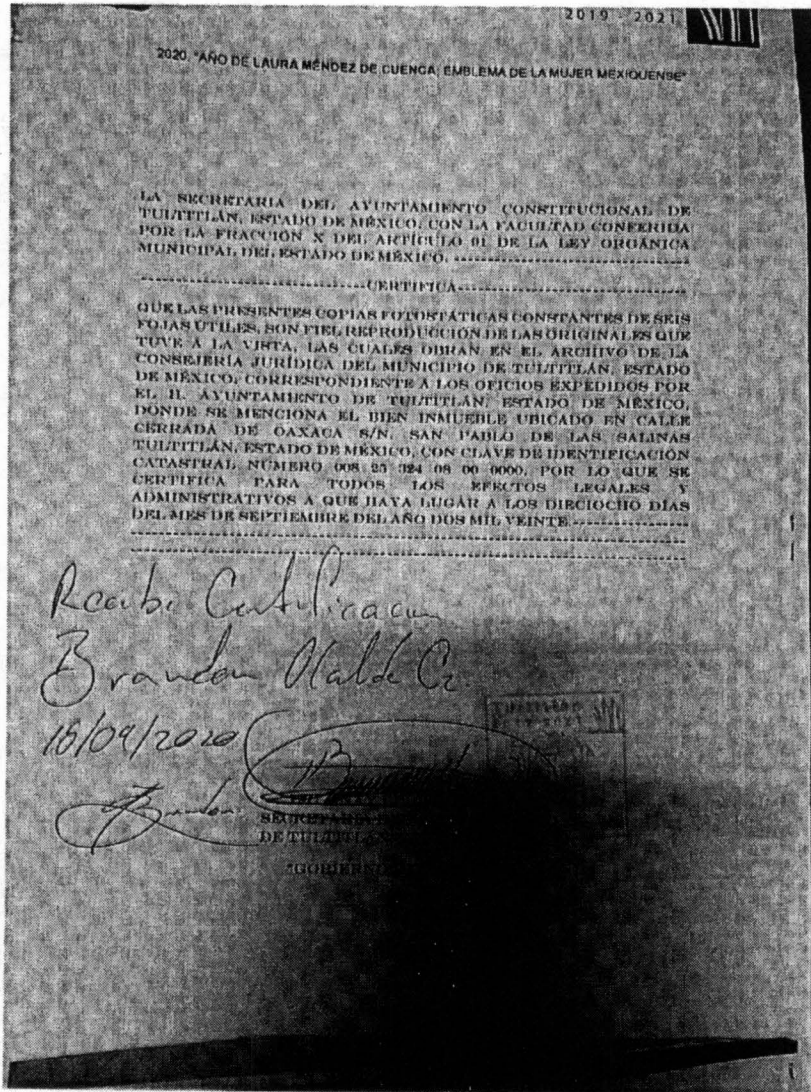 2019 - 2021
2020. "AÑO DE LAURA MÉNDEZ DE CUENCA; EMBLEMA DE LA MUJER MEXIQUENSE"
LA SECRETARIA DEL AYUNTAMIENTO CONSTITUCIONAL DE
TULTITLÁN, ESTADO DE MÉXICO, CON LA FACULTAD CONFERIDA
POR LA FRACCIÓN X DEL ARTÍCULO 91 DE LA LEY ORGÁNICA
MUNICIPAL DEL ESTADO DE MÉXICO.
CERTIFICA
QUE LAS PRESENTES COPIAS FOTOSTÁTICAS CONSTANTES DE SEIS
FOJAS ÚTILES, SON FIEL REPRODUCCIÓN DE LAS ORIGINALES QUE
TUVE A LA VISTA, LAS CUALES OBRAN EN EL ARCHIVO DE LA
CONSEJERÍA JURÍDICA DEL MUNICIPIO DE TULTITLÁN, ESTADO
DE MÉXICO, CORRESPONDIENTE A LOS OFICIOS EXPEDIDOS POR
EL H. AYUNTAMIENTO DE TULTITLÁN, ESTADO DE MÉXICO,
DONDE SE MENCIONA EL BIEN INMUEBLE UBICADO EN CALLE
CERRADA DE OAXACA S/N, SAN PABLO DE LAS SALINAS
TULTITLÁN, ESTADO DE MÉXICO, CON CLAVE DE IDENTIFICACIÓN
CATASTRAL NÚMERO 008 25 324 08 00 0000, POR LO QUE SE
CERTIFICA PARA TODOS LOS EFECTOS LEGALES Y
ADMINISTRATIVOS A QUE HAYA LUGAR A LOS DIECIOCHO DÍAS
DEL MES DE SEPTIEMBRE DEL AÑO DOS MIL VEINTE
Recibi Certificacion
Brandon
/09/2020
Brandon
SECRETARIA
DE TULTITLÁN